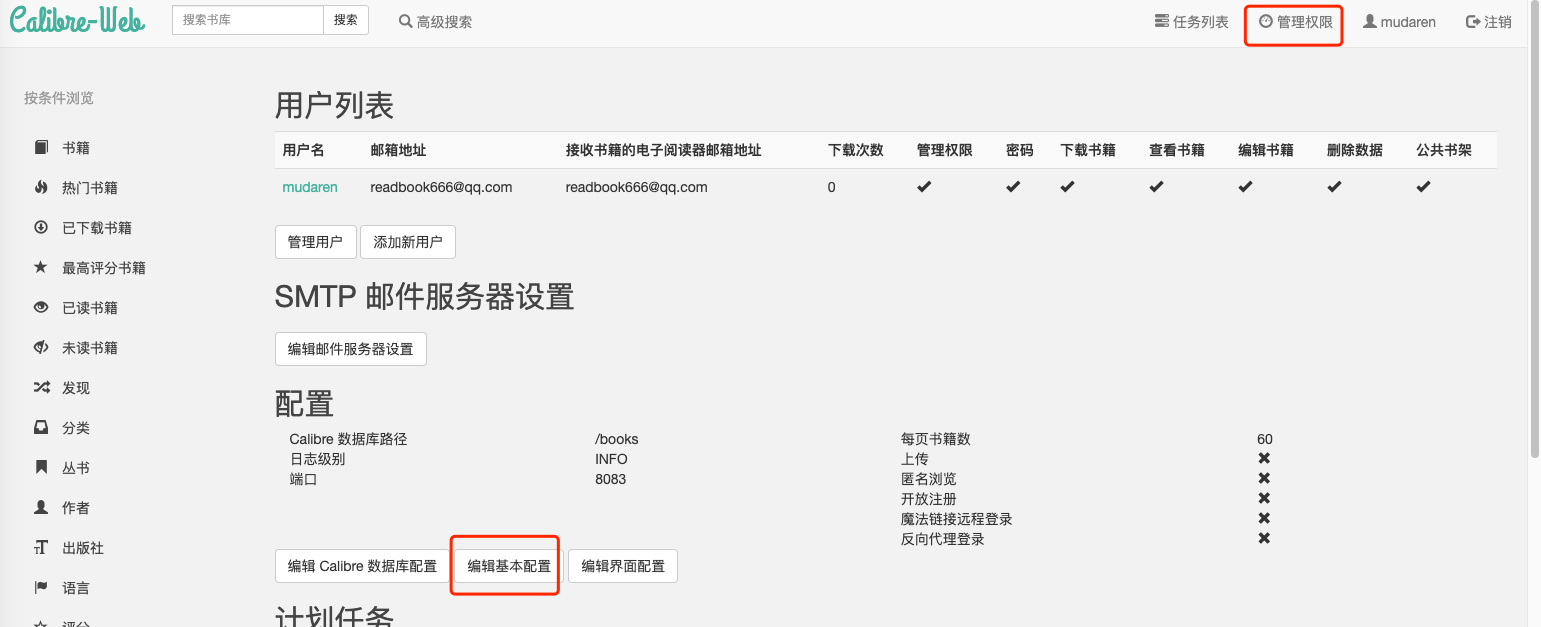 Calibre-Web 搜索书库 搜索 高级搜索 任务列表 管理权限 mudaren 注销
按条件浏览
书籍
热门书籍
已下载书籍
最高评分书籍
已读书籍
未读书籍
发现
分类
丛书
作者
出版社
语言
评分
用户列表
用户名 邮箱地址 接收书籍的电子阅读器邮箱地址 下载次数 管理权限 密码 下载书籍 查看书籍 编辑书籍 删除数据 公共书架
mudaren readbook666@qq.com readbook666@qq.com 0
管理用户 添加新用户
SMTP 邮件服务器设置
编辑邮件服务器设置
配置
Calibre 数据库路径 /books 每页书籍数 60
日志级别 INFO 上传
端口 8083 匿名浏览
开放注册
魔法链接远程登录
反向代理登录
编辑 Calibre 数据库配置 编辑基本配置 编辑界面配置
计划任务